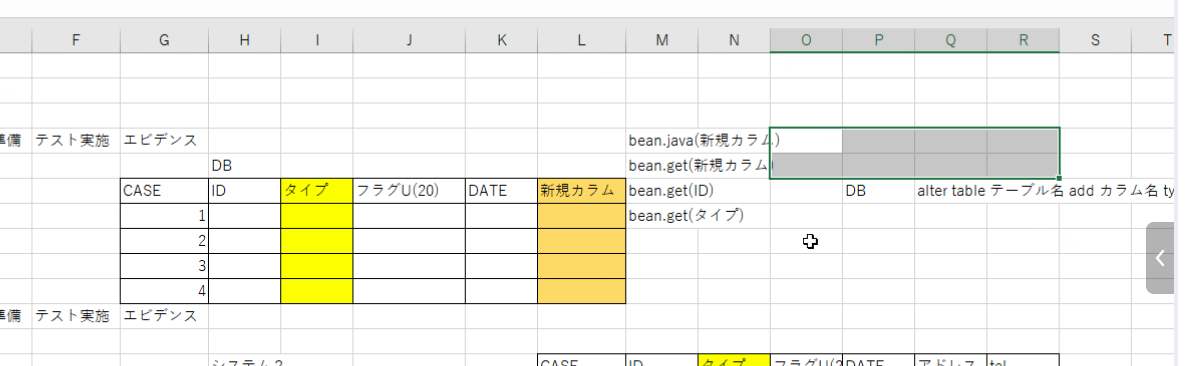 F G H I J K L M N O P Q R S T
準備 テスト実施 エビデンス bean.java(新規カラム)
DB bean.get(新規カラム
CASE ID タイプ フラグU(20) DATE 新規カラム bean.get(ID) DB alter table テーブル名 add カラム名 ty
1 bean.get(タイプ)
2
3
4
準備 テスト実施 エビデンス
システム2 CASE ID タイプ フラグU(2 DATE アドレス tel